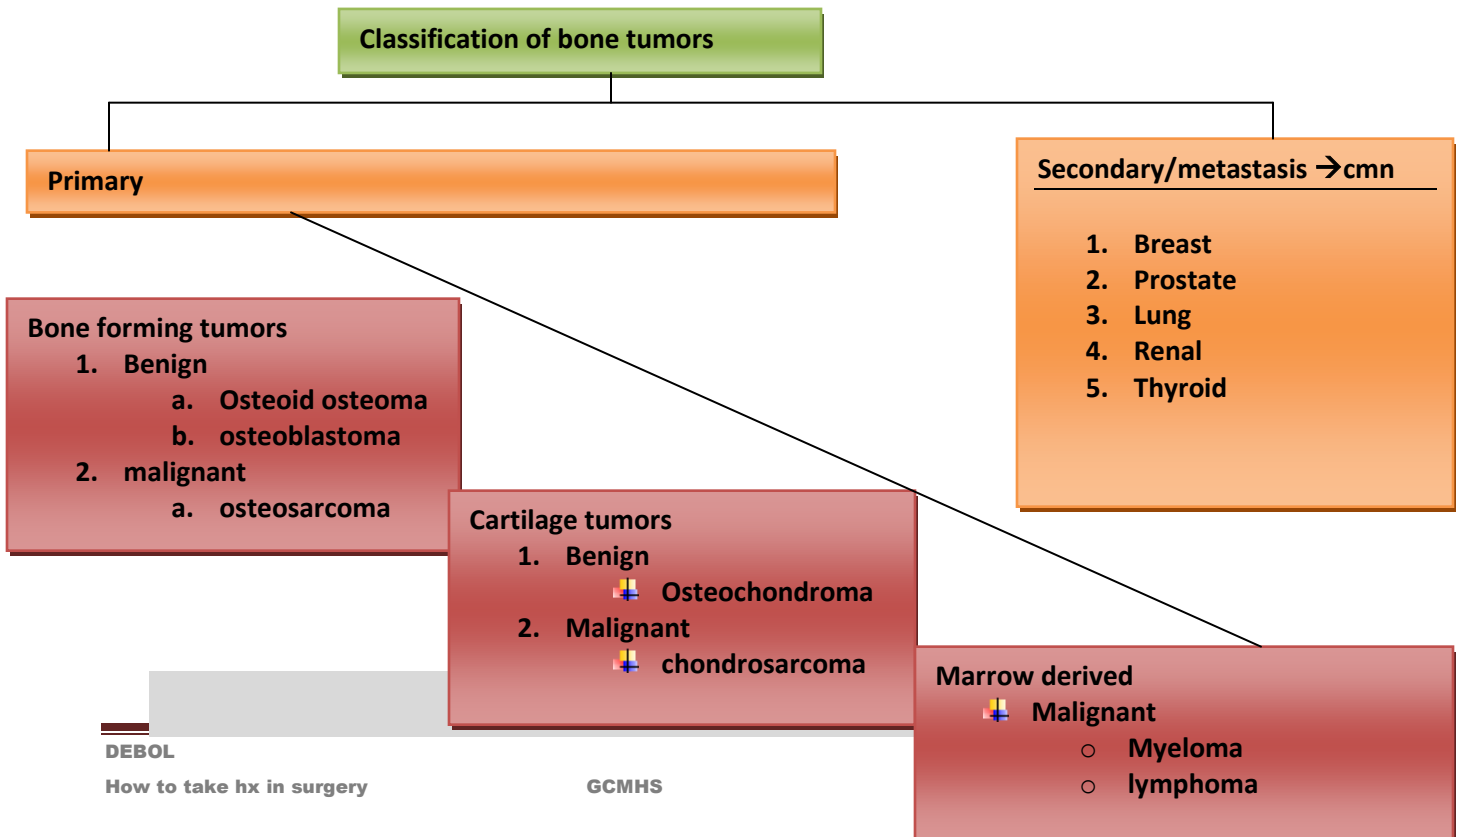 Classification of bone tumors
Primary
Secondary/metastasis →cmn
1. Breast
2. Prostate
3. Lung
4. Renal
5. Thyroid
Bone forming tumors
1. Benign
a. Osteoid osteoma
b. osteoblastoma
2. malignant
a. osteosarcoma
Cartilage tumors
1. Benign
Osteochondroma
2. Malignant
chondrosarcoma
Marrow derived
Malignant
o Myeloma
o lymphoma
DEBOL
How to take hx in surgery GCMHS